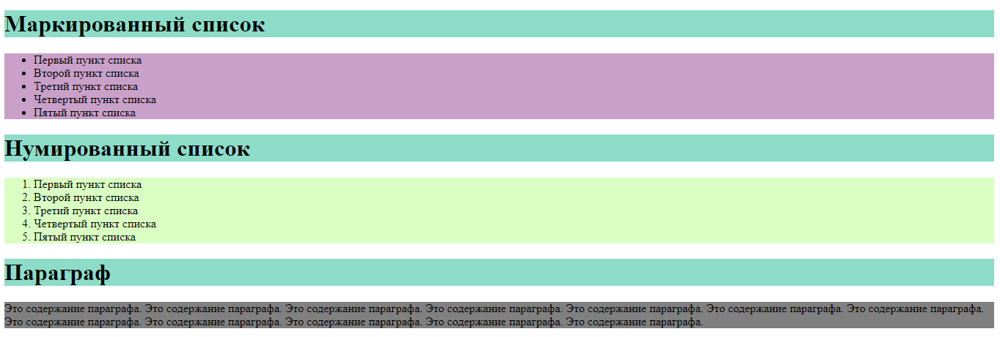 Маркированный список
• Первый пункт списка
• Второй пункт списка
• Третий пункт списка
• Четвертый пункт списка
• Пятый пункт списка
Нумированный список
1. Первый пункт списка
2. Второй пункт списка
3. Третий пункт списка
4. Четвертый пункт списка
5. Пятый пункт списка
Параграф
Это содержание параграфа. Это содержание параграфа. Это содержание параграфа. Это содержание параграфа. Это содержание параграфа. Это содержание параграфа. Это содержание параграфа.
Это содержание параграфа. Это содержание параграфа. Это содержание параграфа. Это содержание параграфа. Это содержание параграфа.